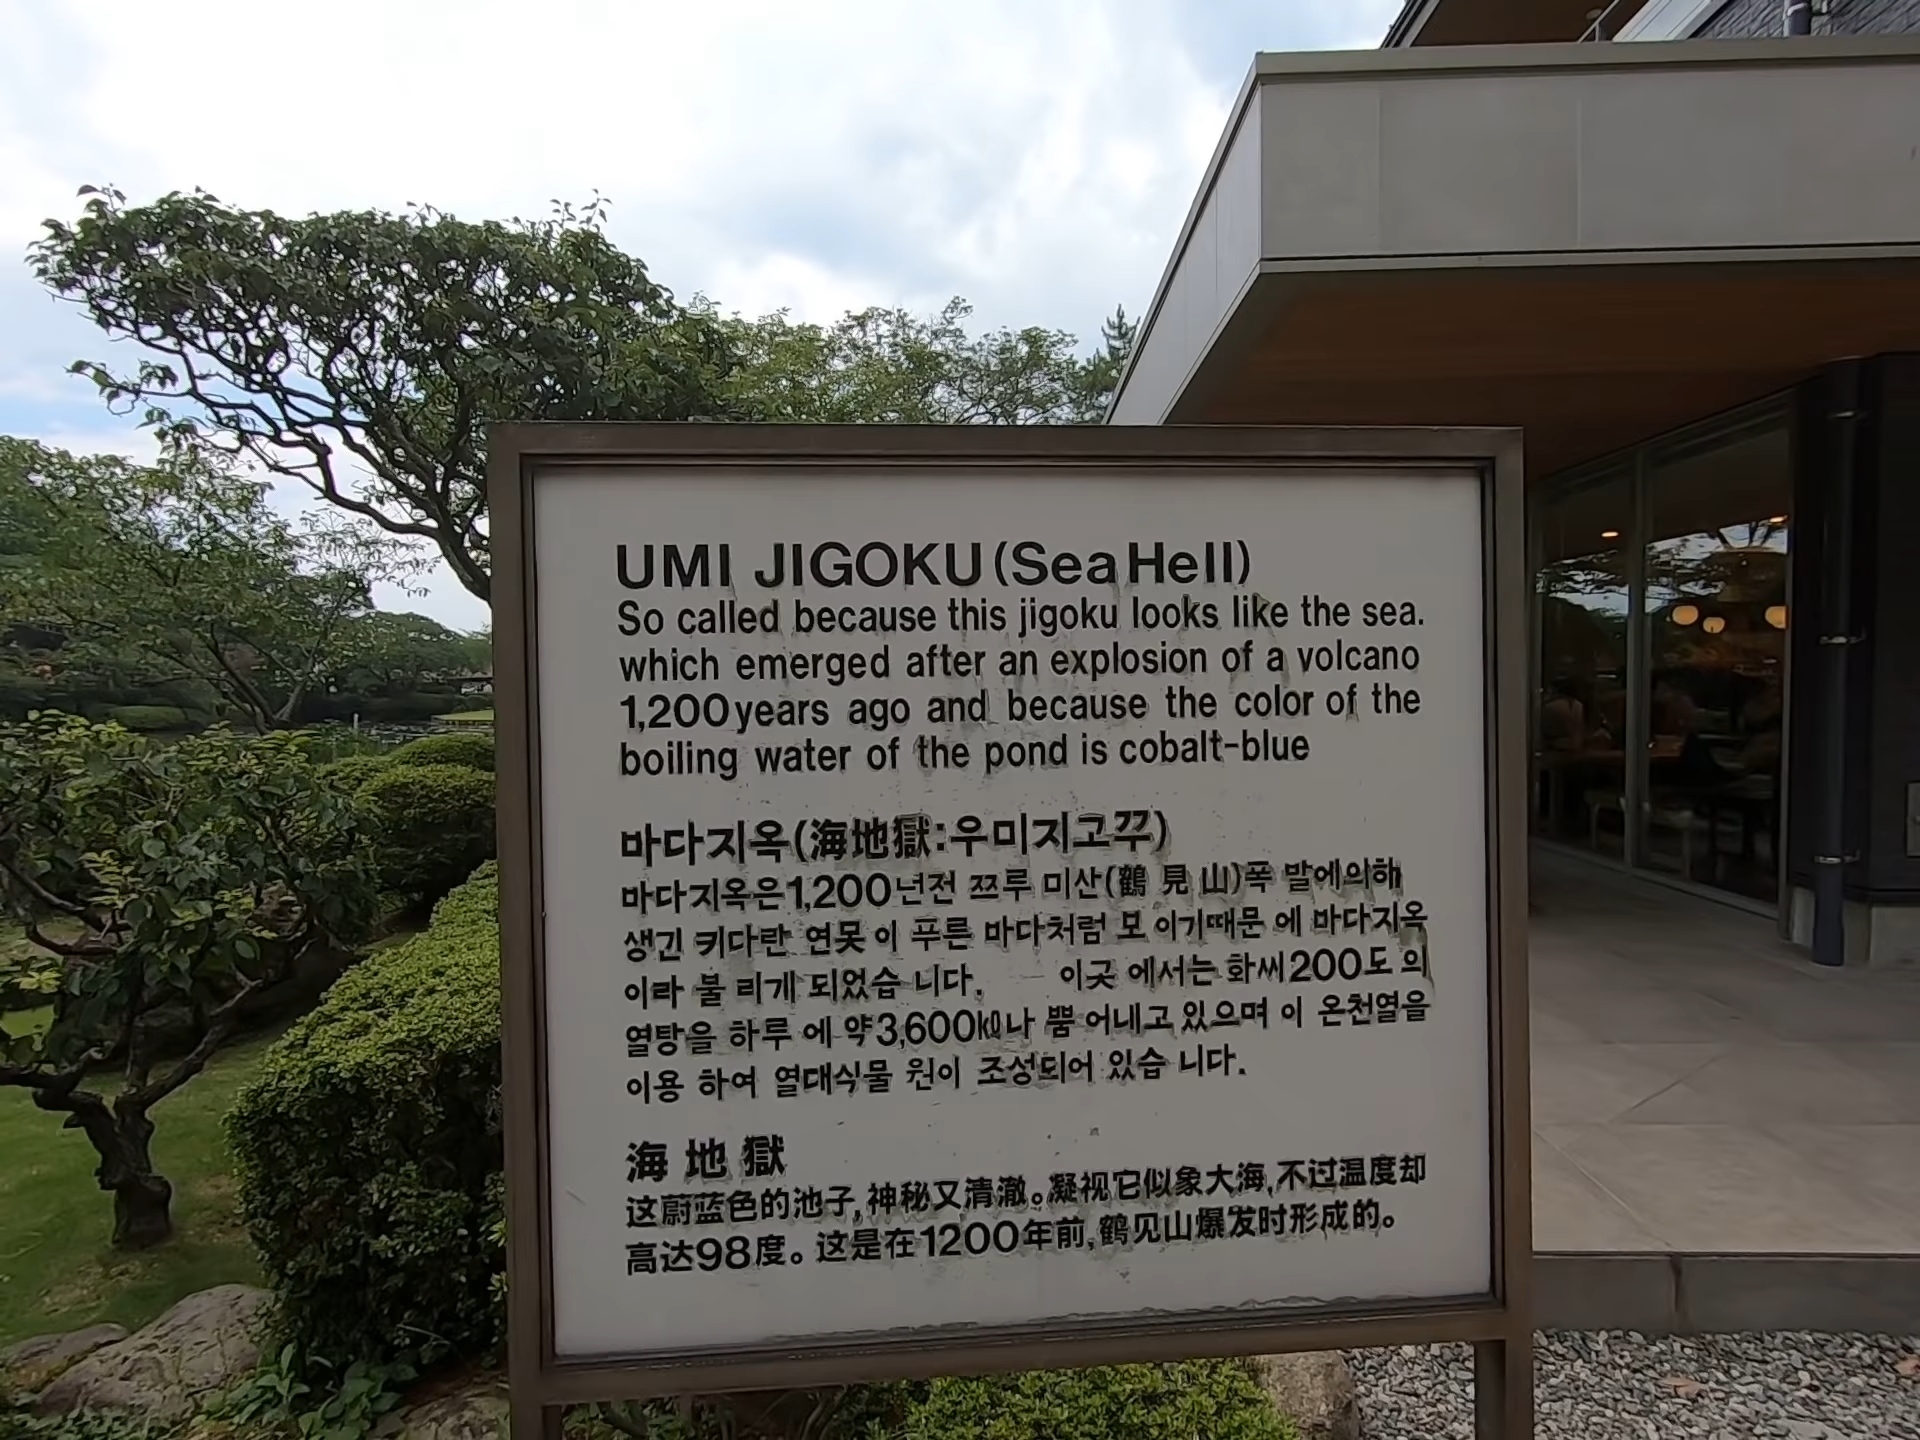 UMI JIGOKU (Sea Hell)
So called because this jigoku looks like the sea.
which emerged after an explosion of a volcano
1,200 years ago and because the color of the
boiling water of the pond is cobalt-blue
바다지옥(海地獄:우미지고꾸)
바다지옥은1,200년전 쯔루 미산(鶴 見 山)폭 발에의해
생긴 키다란 연못 이 푸른 바다처럼 보 이기때문 에 바다지옥
이라 불 리게 되었습 니다. 이곳 에서는 화씨200도 의
열탕을 하루 에 약3,600㎘나 뿜 어내고 있으며 이 온천열을
이용 하여 열대식물 원이 조성되어 있습 니다.
海 地 獄
这蔚蓝色的池子,神秘又清澈。凝视它似象大海,不过温度却
高达98度。这是在1200年前,鹤见山爆发时形成的。